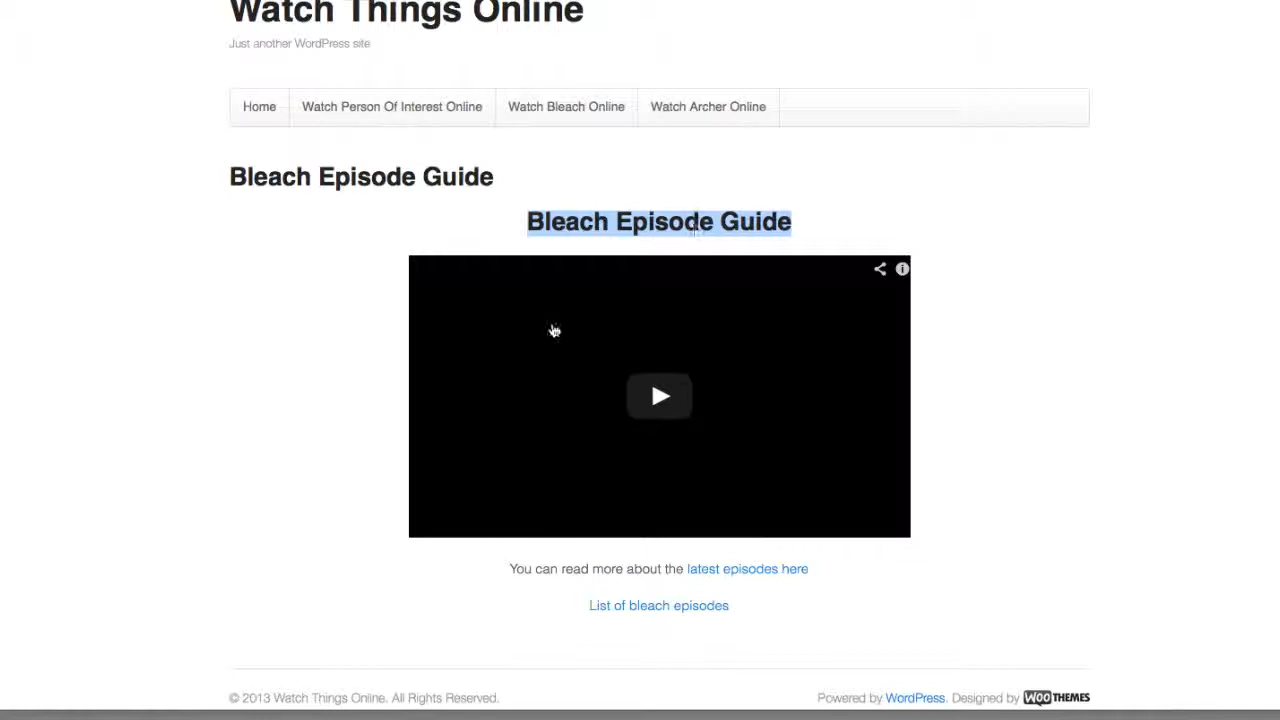 Watch Things Online
Just another WordPress site
Home Watch Person Of Interest Online Watch Bleach Online Watch Archer Online
Bleach Episode Guide
Bleach Episode Guide
You can read more about the latest episodes here
List of bleach episodes
© 2013 Watch Things Online. All Rights Reserved. Powered by WordPress. Designed by WOOTHEMES